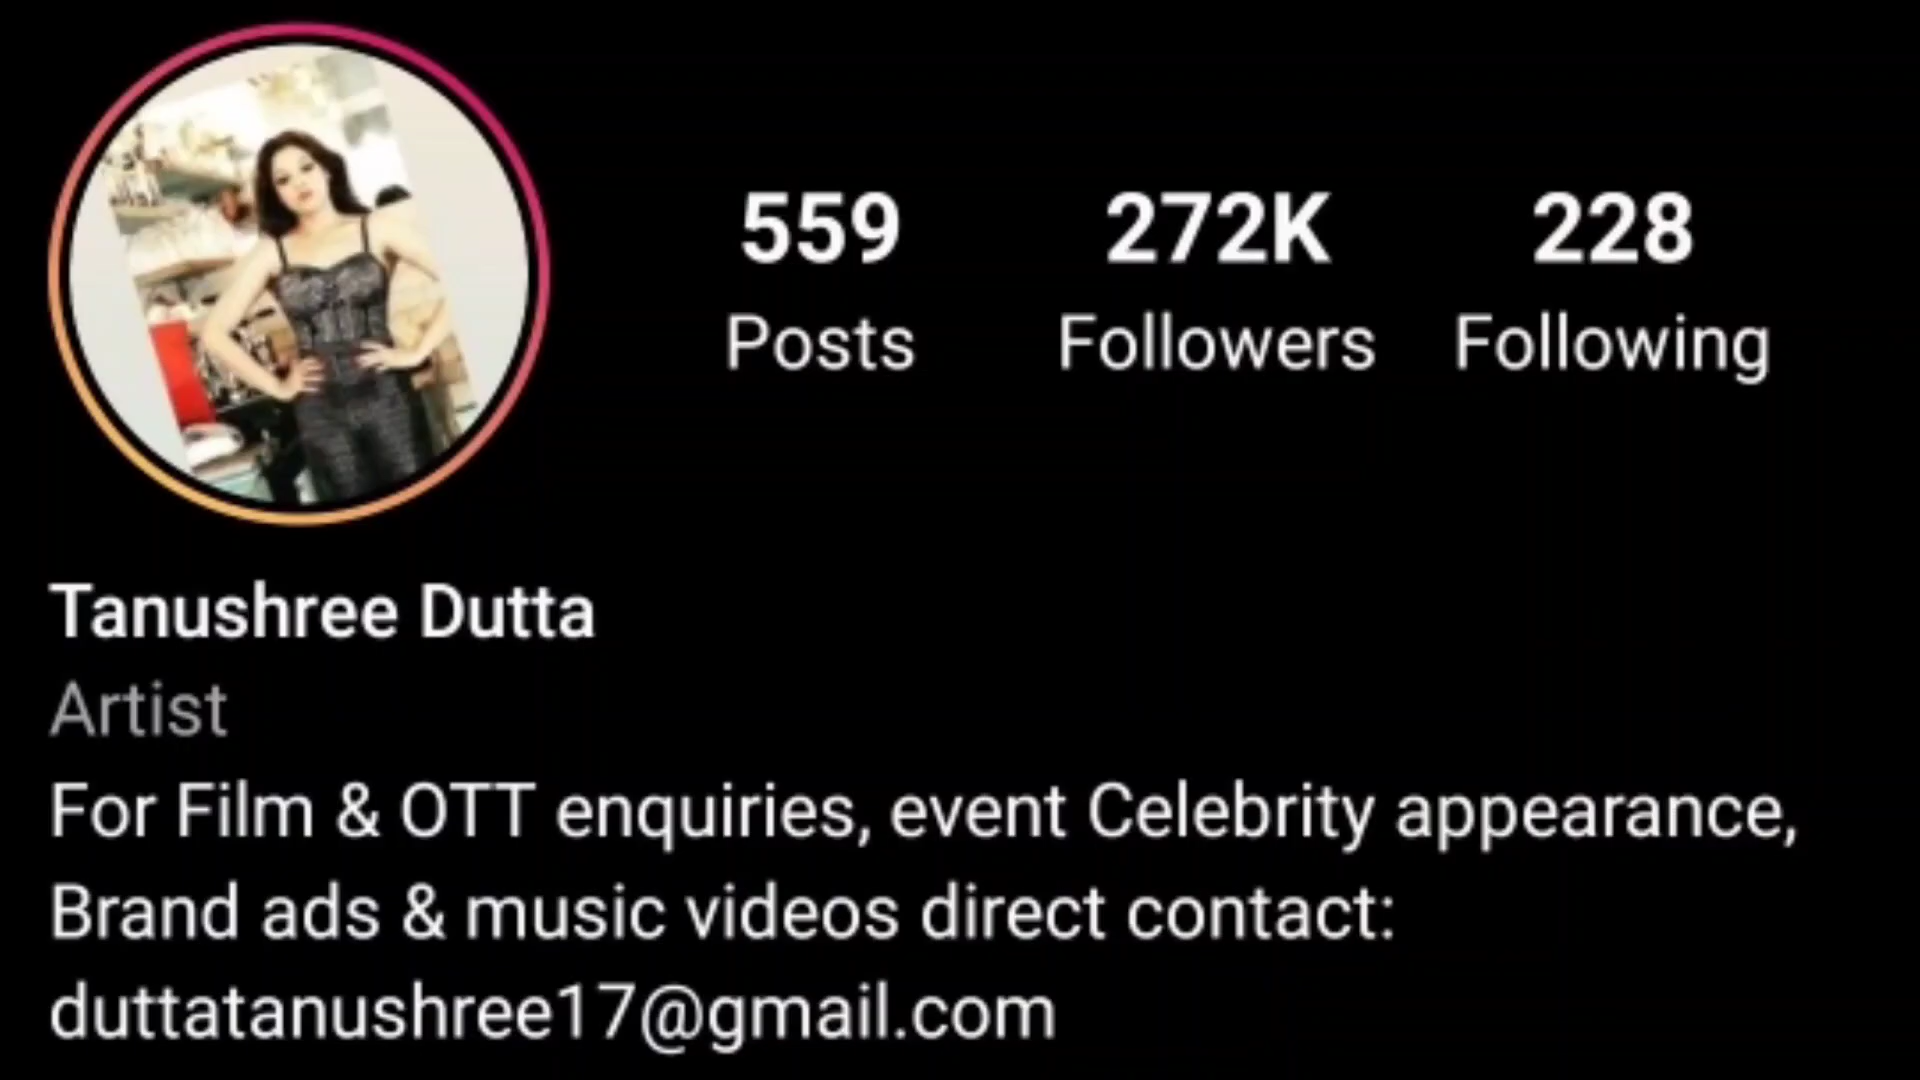 559 272K 228
Posts Followers Following
Tanushree Dutta
Artist
For Film & OTT enquiries, event Celebrity appearance,
Brand ads & music videos direct contact:
duttatanushree17@gmail.com